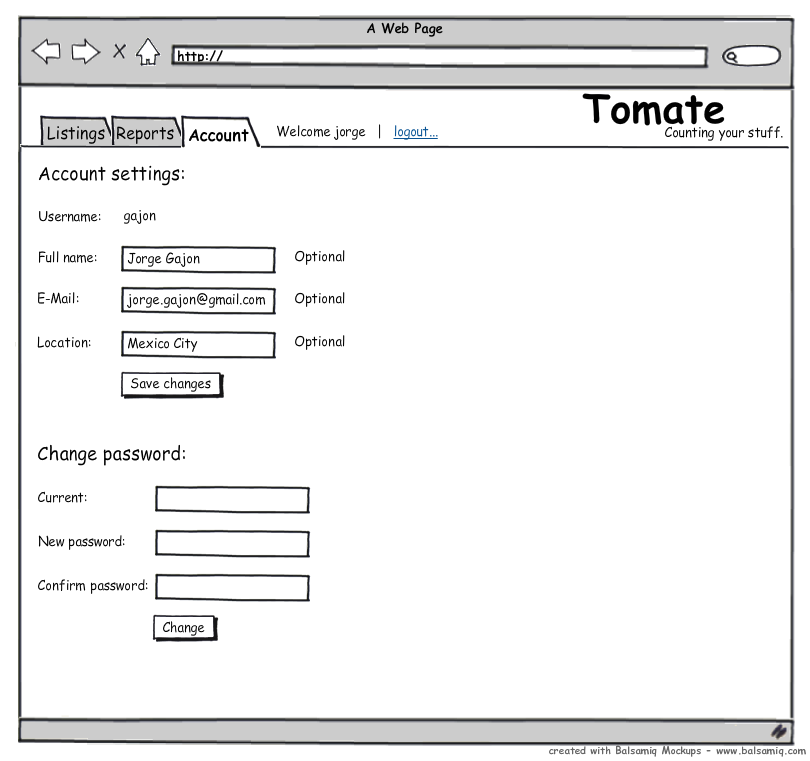 A Web Page
http://
Tomate
Counting your stuff.
Listings Reports Account Welcome jorge | logout...
Account settings:
Username: gajon
Full name: Jorge Gajon Optional
E-Mail: jorge.gajon@gmail.com Optional
Location: Mexico City Optional
Save changes
Change password:
Current:
New password:
Confirm password:
Change
created with Balsamiq Mockups - www.balsamiq.com